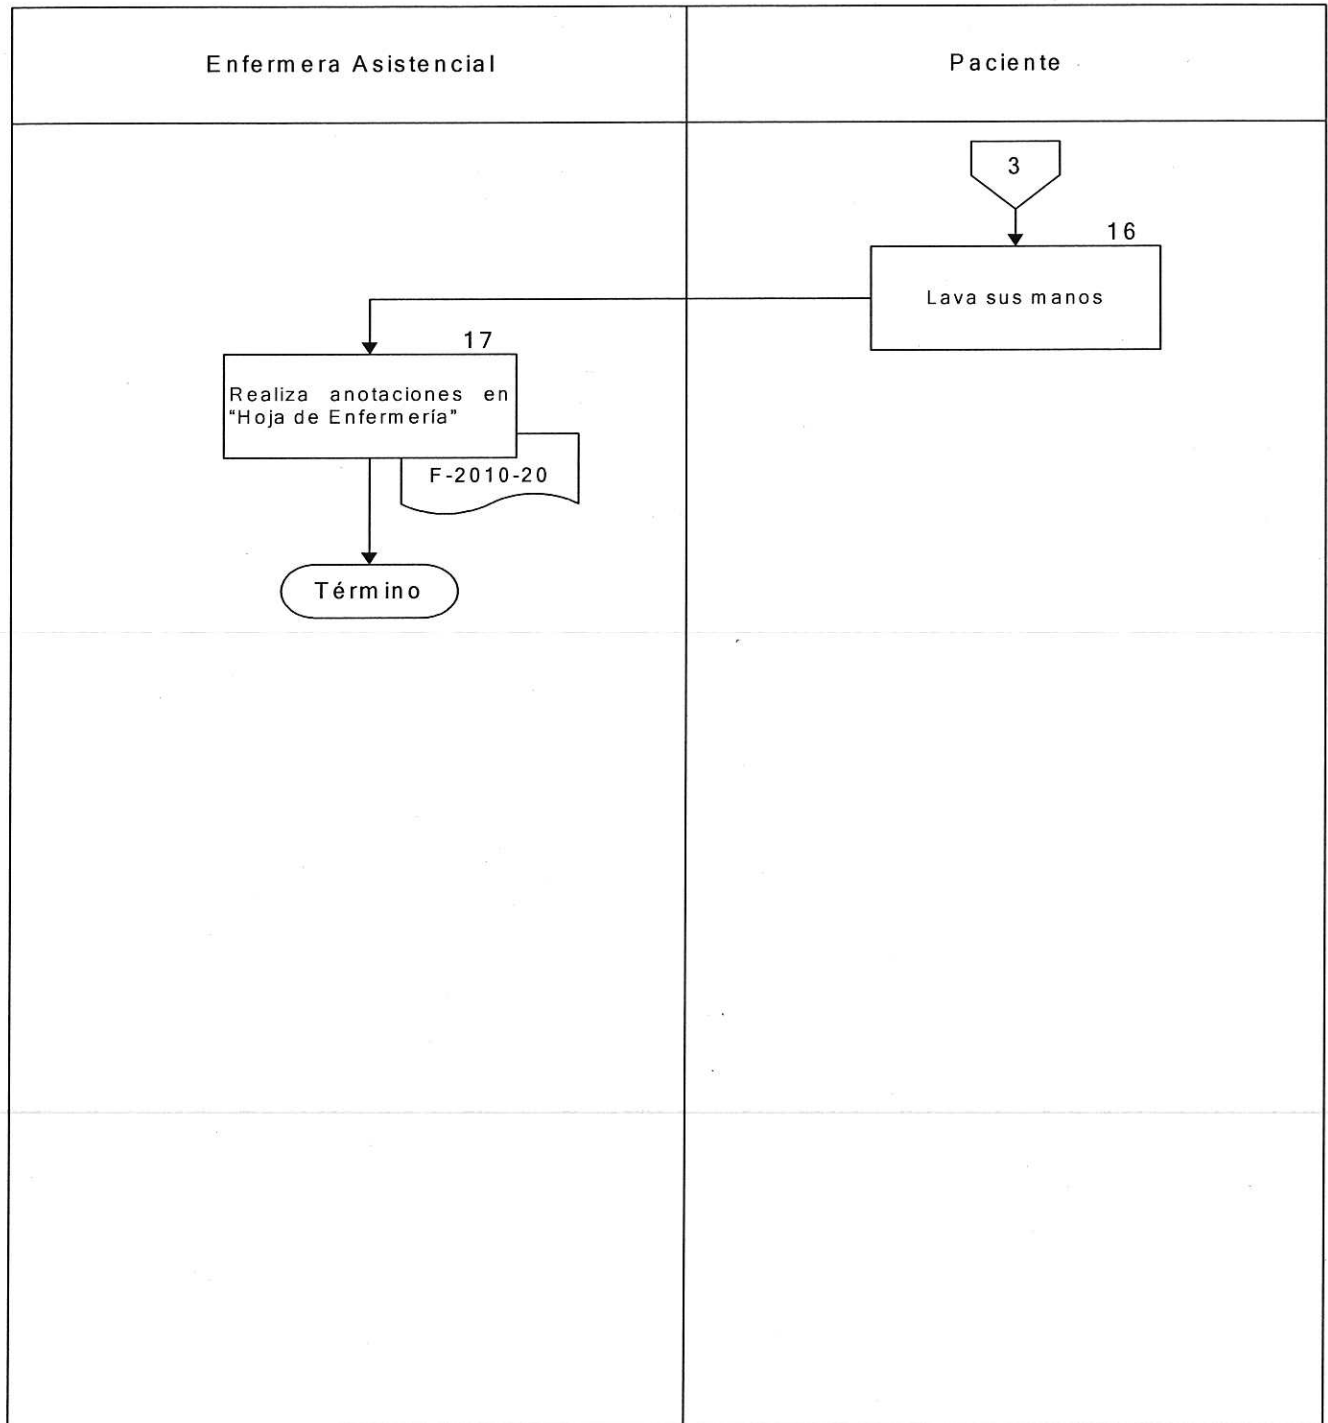 Enfermera Asistencial
Paciente
3
16
Lava sus manos
17
Realiza anotaciones en
“Hoja de Enfermería”
F-2010-20
Término